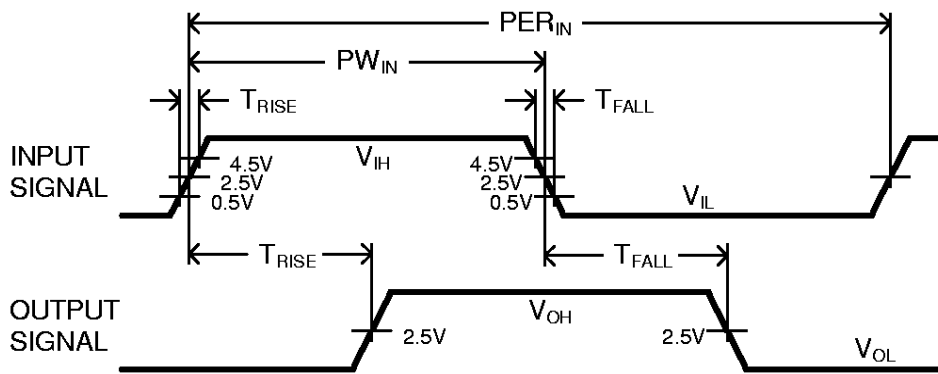 PER_IN
PW_IN
T_RISE
T_FALL
INPUT
SIGNAL
4.5V
2.5V
0.5V
V_IH
4.5V
2.5V
0.5V
V_IL
T_RISE
T_FALL
OUTPUT
SIGNAL
2.5V
V_OH
2.5V
V_OL